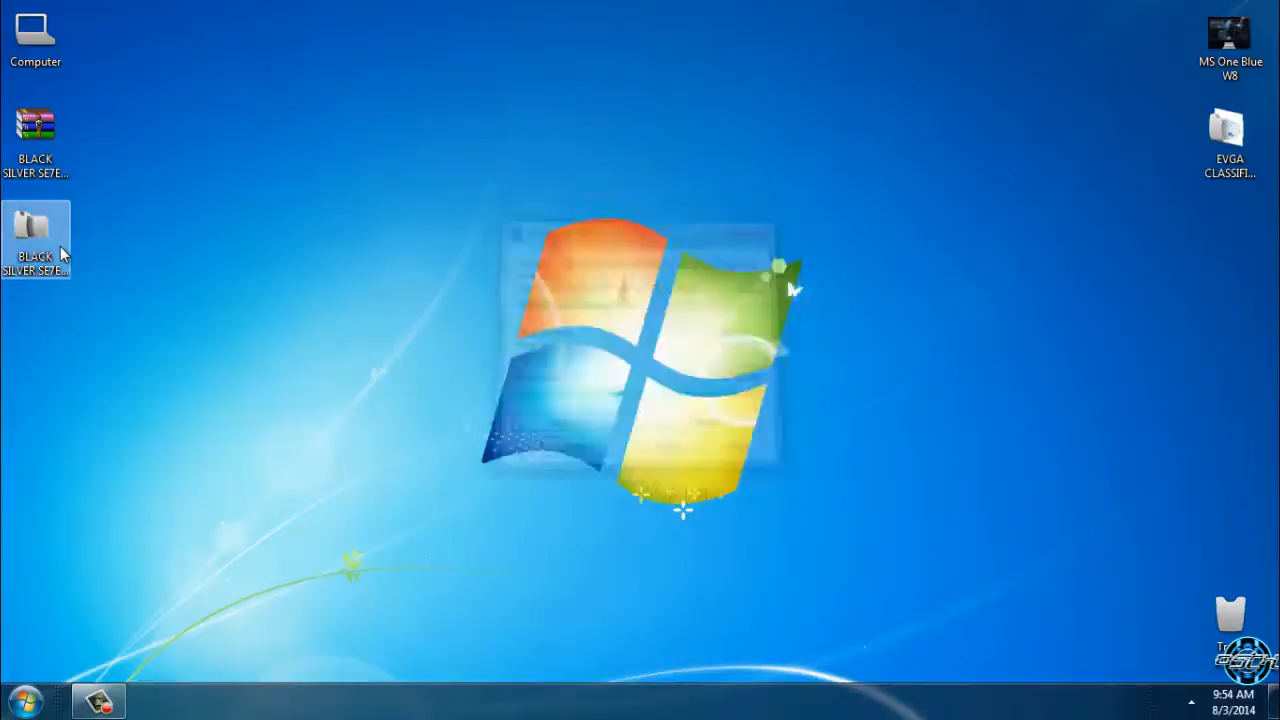 Computer
MS One Blue
W8
BLACK
SILVER SE7E...
EVGA
CLASSIFI...
BLACK
SILVER SE7E...
9:54 AM
8/3/2014